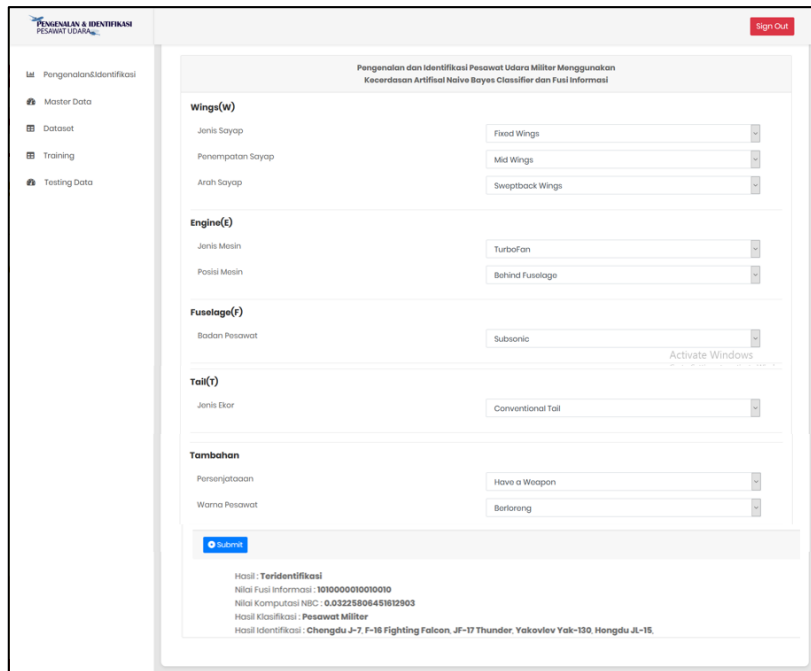 PENGENALAN & IDENTIFIKASI
PESAWAT UDARA
Sign Out
Pengenalan&Identifikasi
Master Data
Dataset
Training
Testing Data
Pengenalan dan Identifikasi Pesawat Udara Militer Menggunakan
Kecerdasan Artifisal Naive Bayes Classifier dan Fusi Informasi
Wings(W)
Jenis Sayap
Fixed Wings
Penempatan Sayap
Mid Wings
Arah Sayap
Sweptback Wings
Engine(E)
Jenis Mesin
TurboFan
Posisi Mesin
Behind Fuselage
Fuselage(F)
Badan Pesawat
Subsonic
Activate Windows
Tail(T)
Jenis Ekor
Conventional Tail
Tambahan
Persenjataaan
Have a Weapon
Warna Pesawat
Berloreng
Submit
Hasil : Teridentifikasi
Nilai Fusi Informasi : 1010000010010010
Nilai Komputasi NBC : 0.03225806451612903
Hasil Klasifikasi : Pesawat Militer
Hasil Identifikasi : Chengdu J-7, F-16 Fighting Falcon, JF-17 Thunder, Yakovlev Yak-130, Hongdu JL-15,